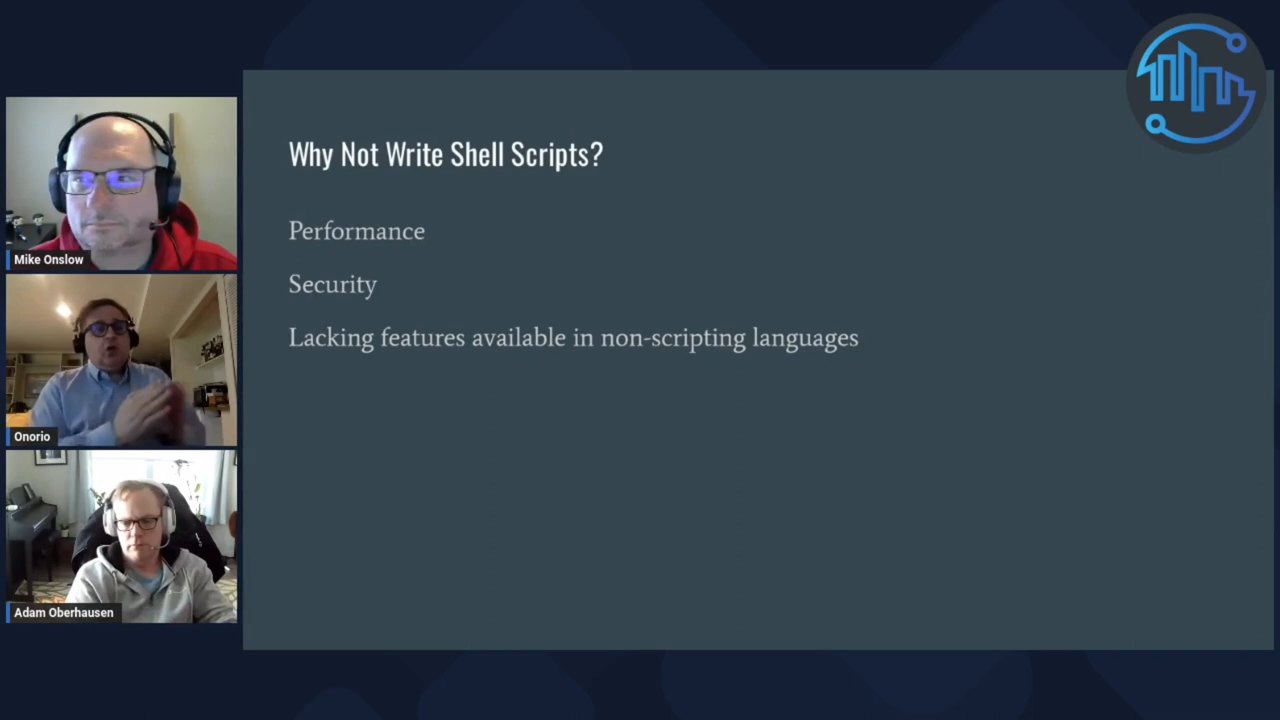 Why Not Write Shell Scripts?
Performance
Security
Lacking features available in non-scripting languages
Mike Onslow
Onorio
Adam Oberhausen